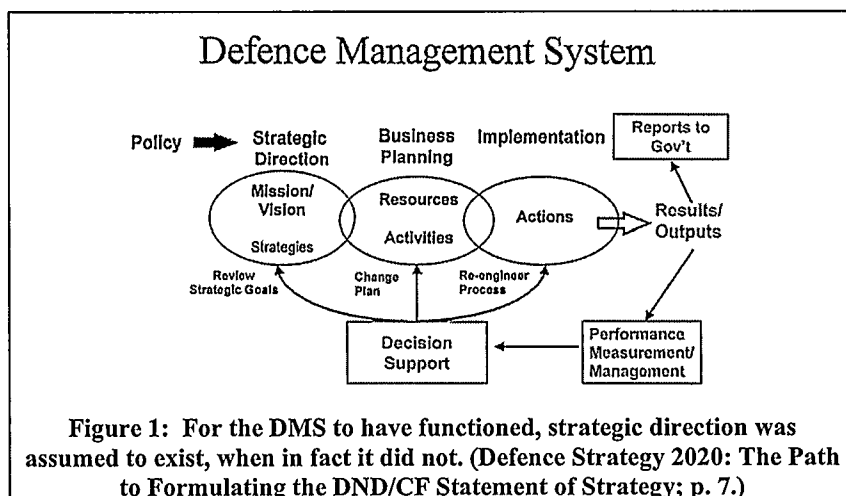 Defence Management System
Policy
Strategic
Direction
Business
Planning
Implementation
Reports to
Gov't
Mission/
Vision
Strategies
Resources
Activities
Actions
Results/
Outputs
Review
Strategic Goals
Change
Plan
Re-engineer
Process
Decision
Support
Performance
Measurement/
Management
Figure 1: For the DMS to have functioned, strategic direction was
assumed to exist, when in fact it did not. (Defence Strategy 2020: The Path
to Formulating the DND/CF Statement of Strategy; p. 7.)